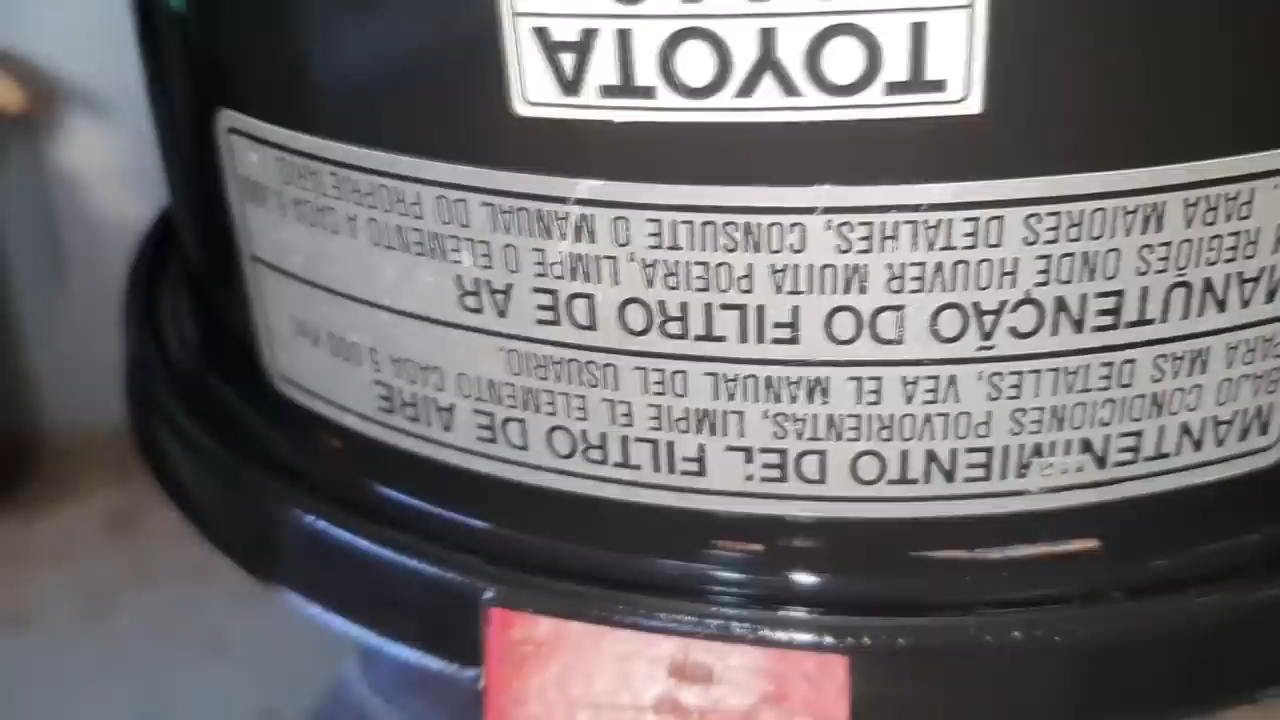 MANTENIMIENTO DEL FILTRO DE AIRE
BAJO CONDICIONES POLVORIENTAS, LIMPIE EL ELEMENTO CADA 5.000 Km.
PARA MAS DETALLES, VEA EL MANUAL DEL USUARIO.
MANUTENÇÃO DO FILTRO DE AR
REGIÕES ONDE HOUVER MUITA POEIRA, LIMPE O ELEMENTO A CADA
PARA MAIORES DETALHES, CONSULTE O MANUAL DO PROPRIETÁRIO.
TOYOTA